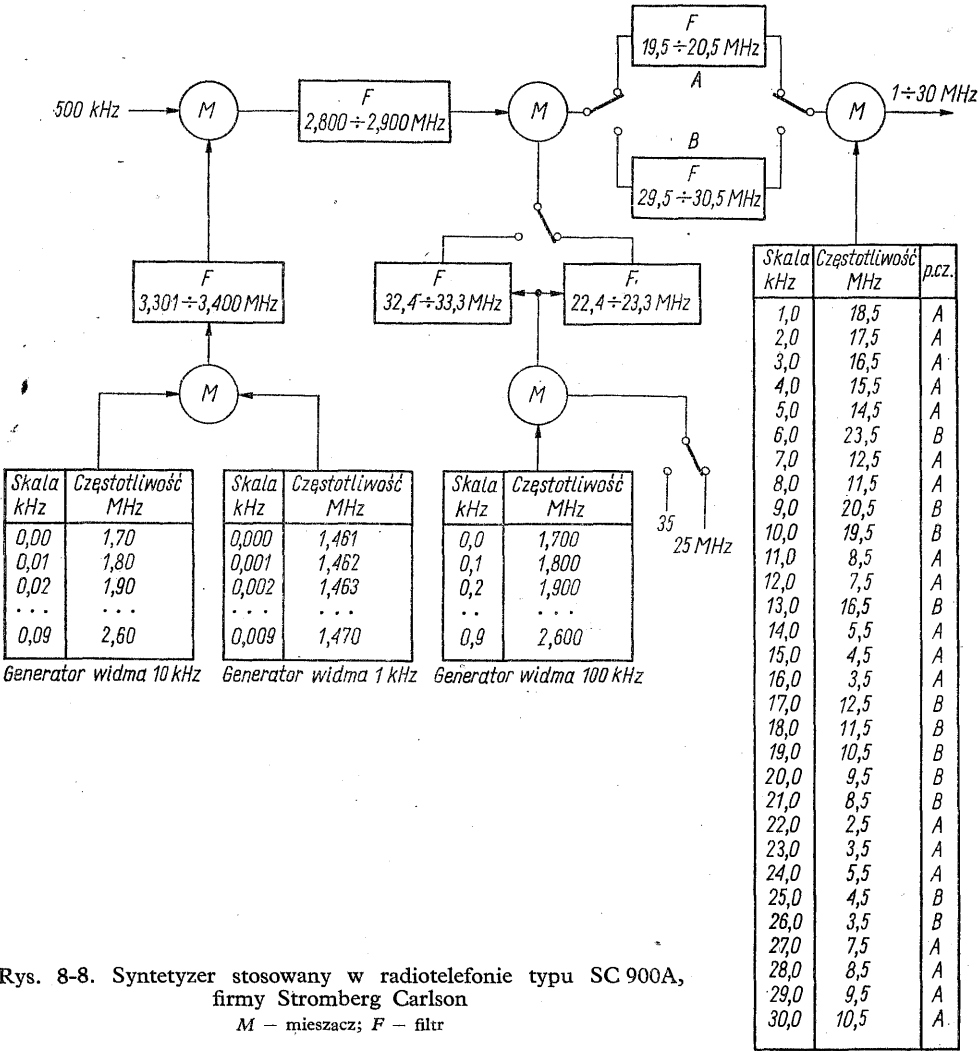 F
19,5÷20,5 MHz
A
500 kHz
M
F
2,800÷2,900 MHz
M
M
1÷30 MHz
B
F
29,5÷30,5 MHz
F
3,301÷3,400 MHz
F
32,4÷33,3 MHz
F
22,4÷23,3 MHz
M
M
35
25 MHz
Skala kHz Częstotliwość MHz
0,00 1,70
0,01 1,80
0,02 1,90
... ...
0,09 2,60
Generator widma 10 kHz
Skala kHz Częstotliwość MHz
0,000 1,461
0,001 1,462
0,002 1,463
... ...
0,009 1,470
Generator widma 1 kHz
Skala kHz Częstotliwość MHz
0,0 1,700
0,1 1,800
0,2 1,900
.. ...
0,9 2,600
Generator widma 100 kHz
Skala kHz Częstotliwość MHz p.cz.
1,0 18,5 A
2,0 17,5 A
3,0 16,5 A
4,0 15,5 A
5,0 14,5 A
6,0 23,5 B
7,0 12,5 A
8,0 11,5 A
9,0 20,5 B
10,0 19,5 B
11,0 8,5 A
12,0 7,5 A
13,0 16,5 B
14,0 5,5 A
15,0 4,5 A
16,0 3,5 A
17,0 12,5 B
18,0 11,5 B
19,0 10,5 B
20,0 9,5 B
21,0 8,5 B
22,0 2,5 A
23,0 3,5 A
24,0 5,5 A
25,0 4,5 B
26,0 3,5 B
27,0 7,5 A
28,0 8,5 A
29,0 9,5 A
30,0 10,5 A
Rys. 8-8. Syntetyzer stosowany w radiotelefonie typu SC 900A,
firmy Stromberg Carlson
M — mieszacz; F — filtr